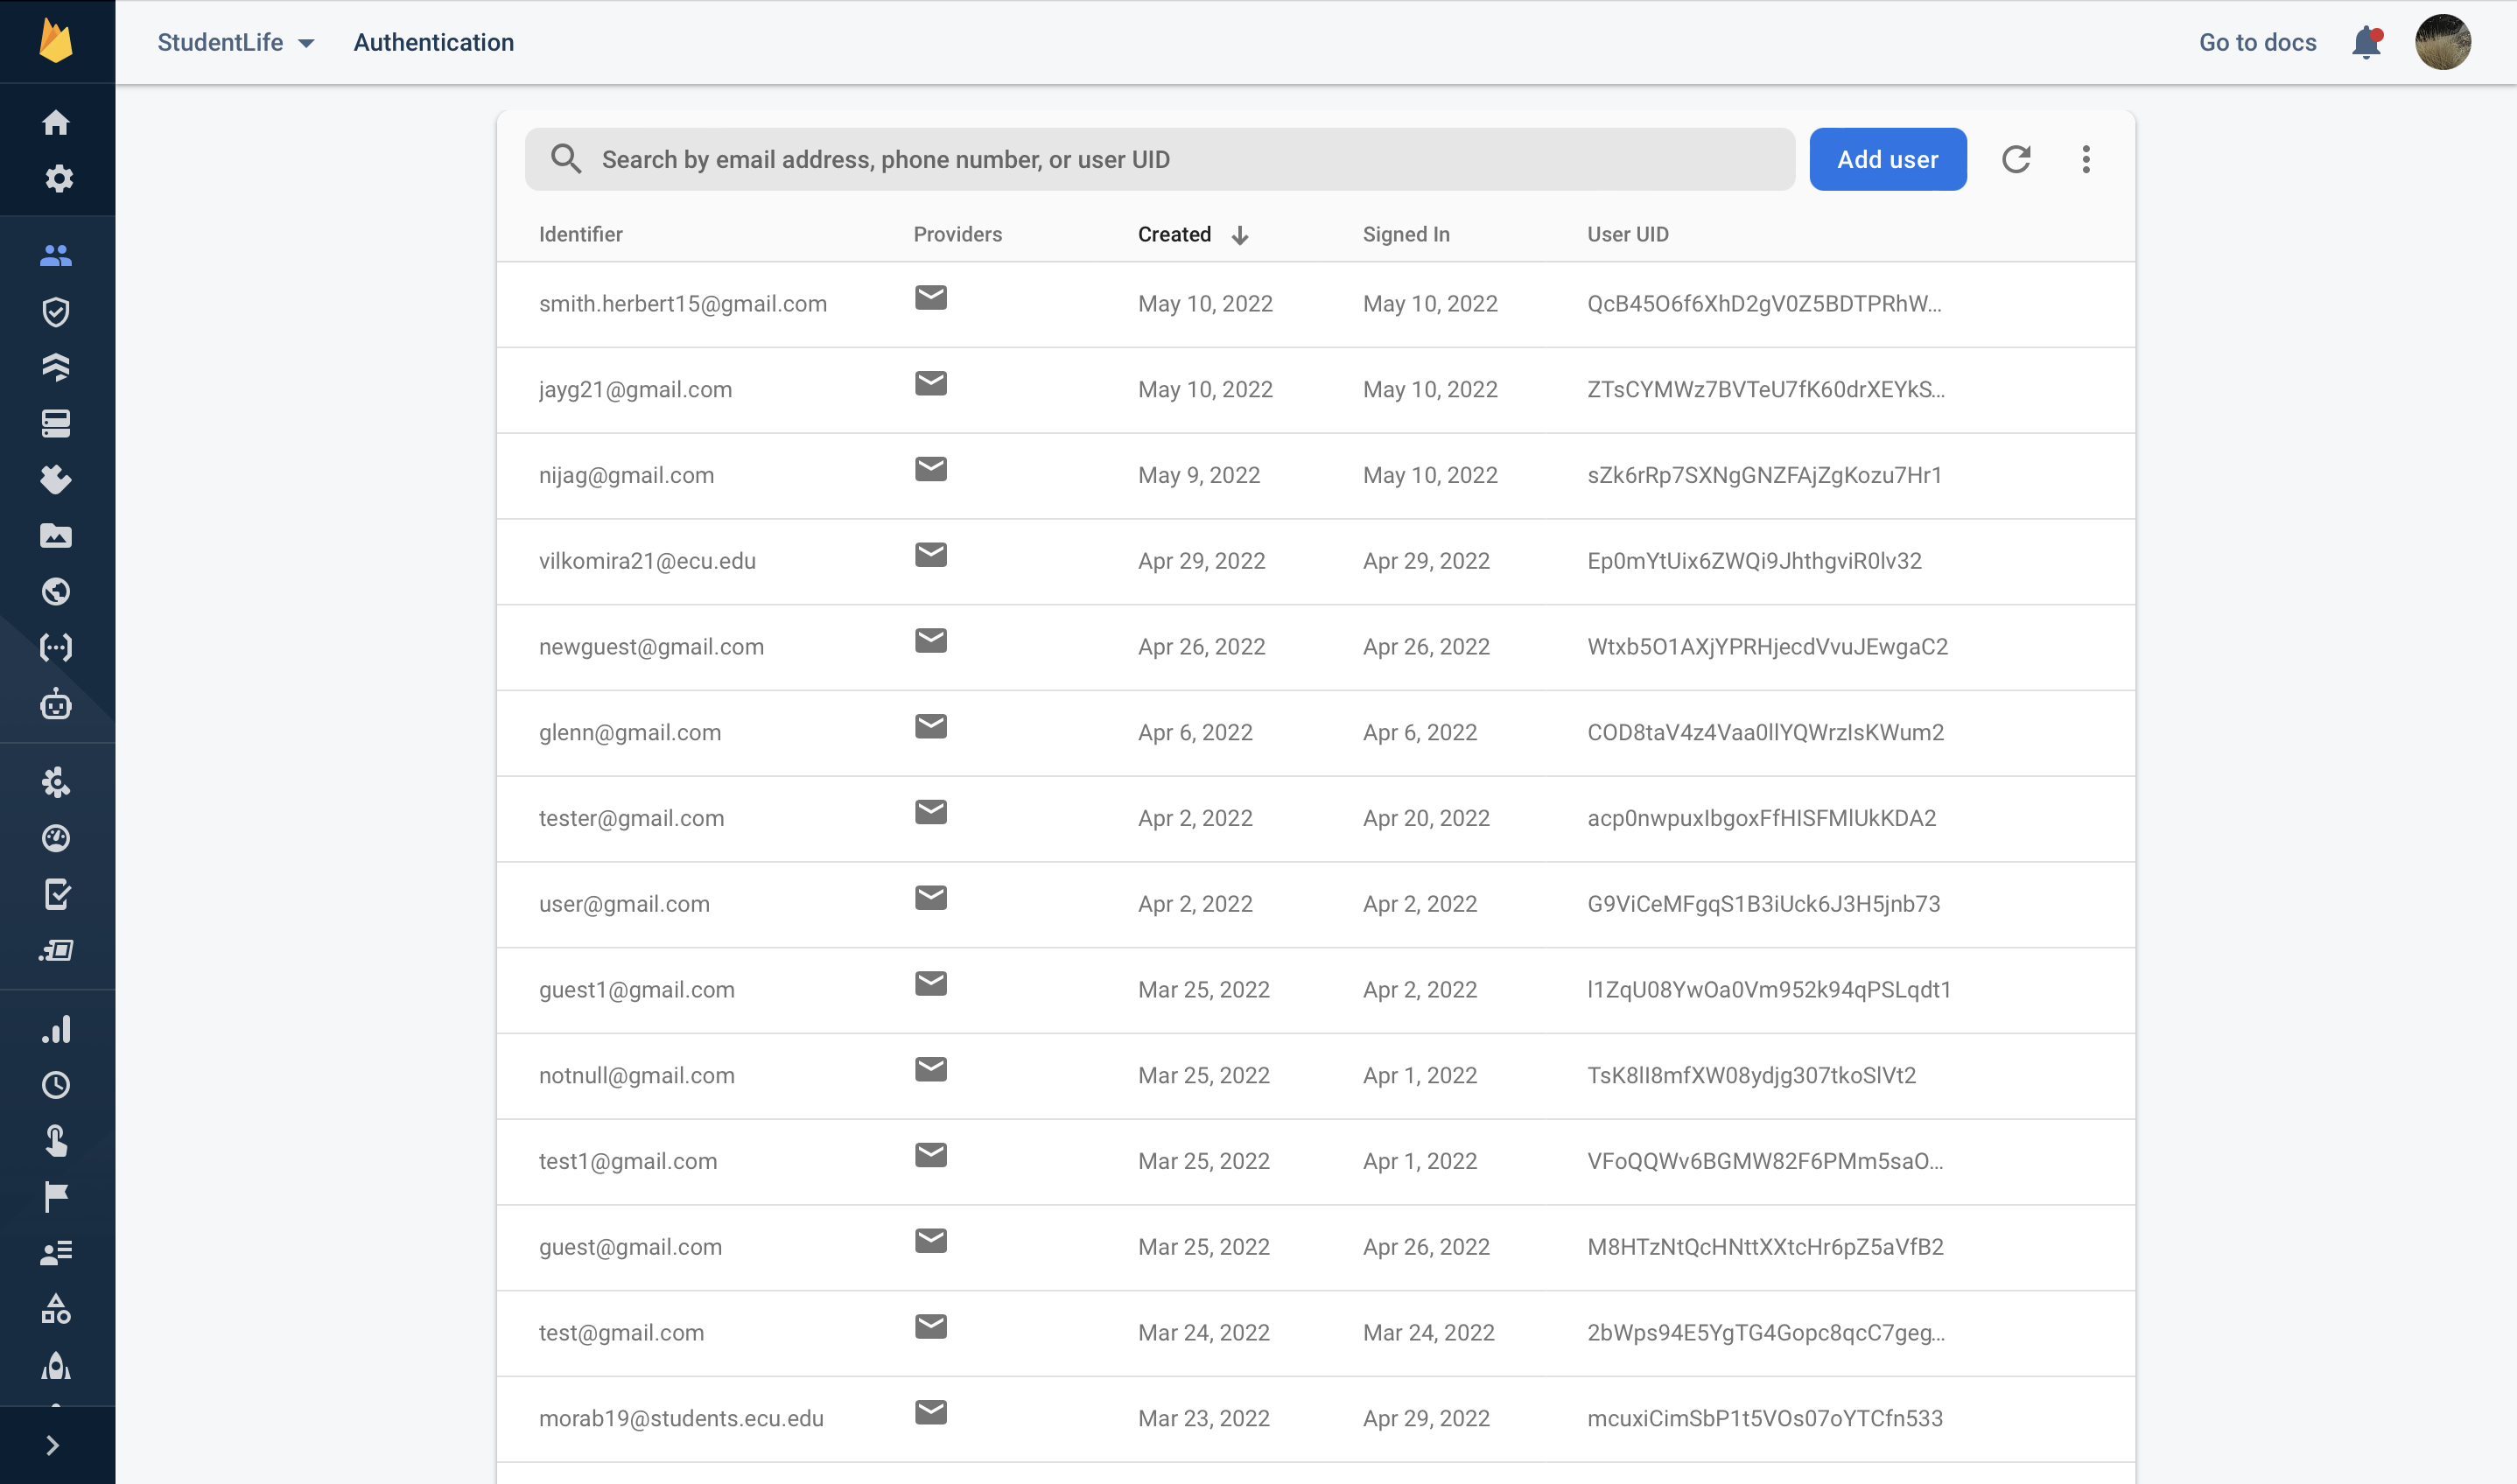 StudentLife Authentication Go to docs
Search by email address, phone number, or user UID Add user
Identifier Providers Created Signed In User UID
smith.herbert15@gmail.com May 10, 2022 May 10, 2022 QcB45O6f6XhD2gV0Z5BDTPRhW...
jayg21@gmail.com May 10, 2022 May 10, 2022 ZTsCYMWz7BVTeU7fK60drXEYkS...
nijag@gmail.com May 9, 2022 May 10, 2022 sZk6rRp7SXNgGNZFAjZgKozu7Hr1
vilkomira21@ecu.edu Apr 29, 2022 Apr 29, 2022 Ep0mYtUix6ZWQi9JhthgviR0lv32
newguest@gmail.com Apr 26, 2022 Apr 26, 2022 Wtxb5O1AXjYPRHjecdVvuJEwgaC2
glenn@gmail.com Apr 6, 2022 Apr 6, 2022 COD8taV4z4Vaa0llYQWrzIsKWum2
tester@gmail.com Apr 2, 2022 Apr 20, 2022 acp0nwpuxIbgoxFfHISFMlUkKDA2
user@gmail.com Apr 2, 2022 Apr 2, 2022 G9ViCeMFgqS1B3iUck6J3H5jnb73
guest1@gmail.com Mar 25, 2022 Apr 2, 2022 l1ZqU08YwOa0Vm952k94qPSLqdt1
notnull@gmail.com Mar 25, 2022 Apr 1, 2022 TsK8lI8mfXW08ydjg307tkoSlVt2
test1@gmail.com Mar 25, 2022 Apr 1, 2022 VFoQQWv6BGMW82F6PMm5saO...
guest@gmail.com Mar 25, 2022 Apr 26, 2022 M8HTzNtQcHNttXXtcHr6pZ5aVfB2
test@gmail.com Mar 24, 2022 Mar 24, 2022 2bWps94E5YgTG4Gopc8qcC7geg...
morab19@students.ecu.edu Mar 23, 2022 Apr 29, 2022 mcuxiCimSbP1t5VOs07oYTCfn533